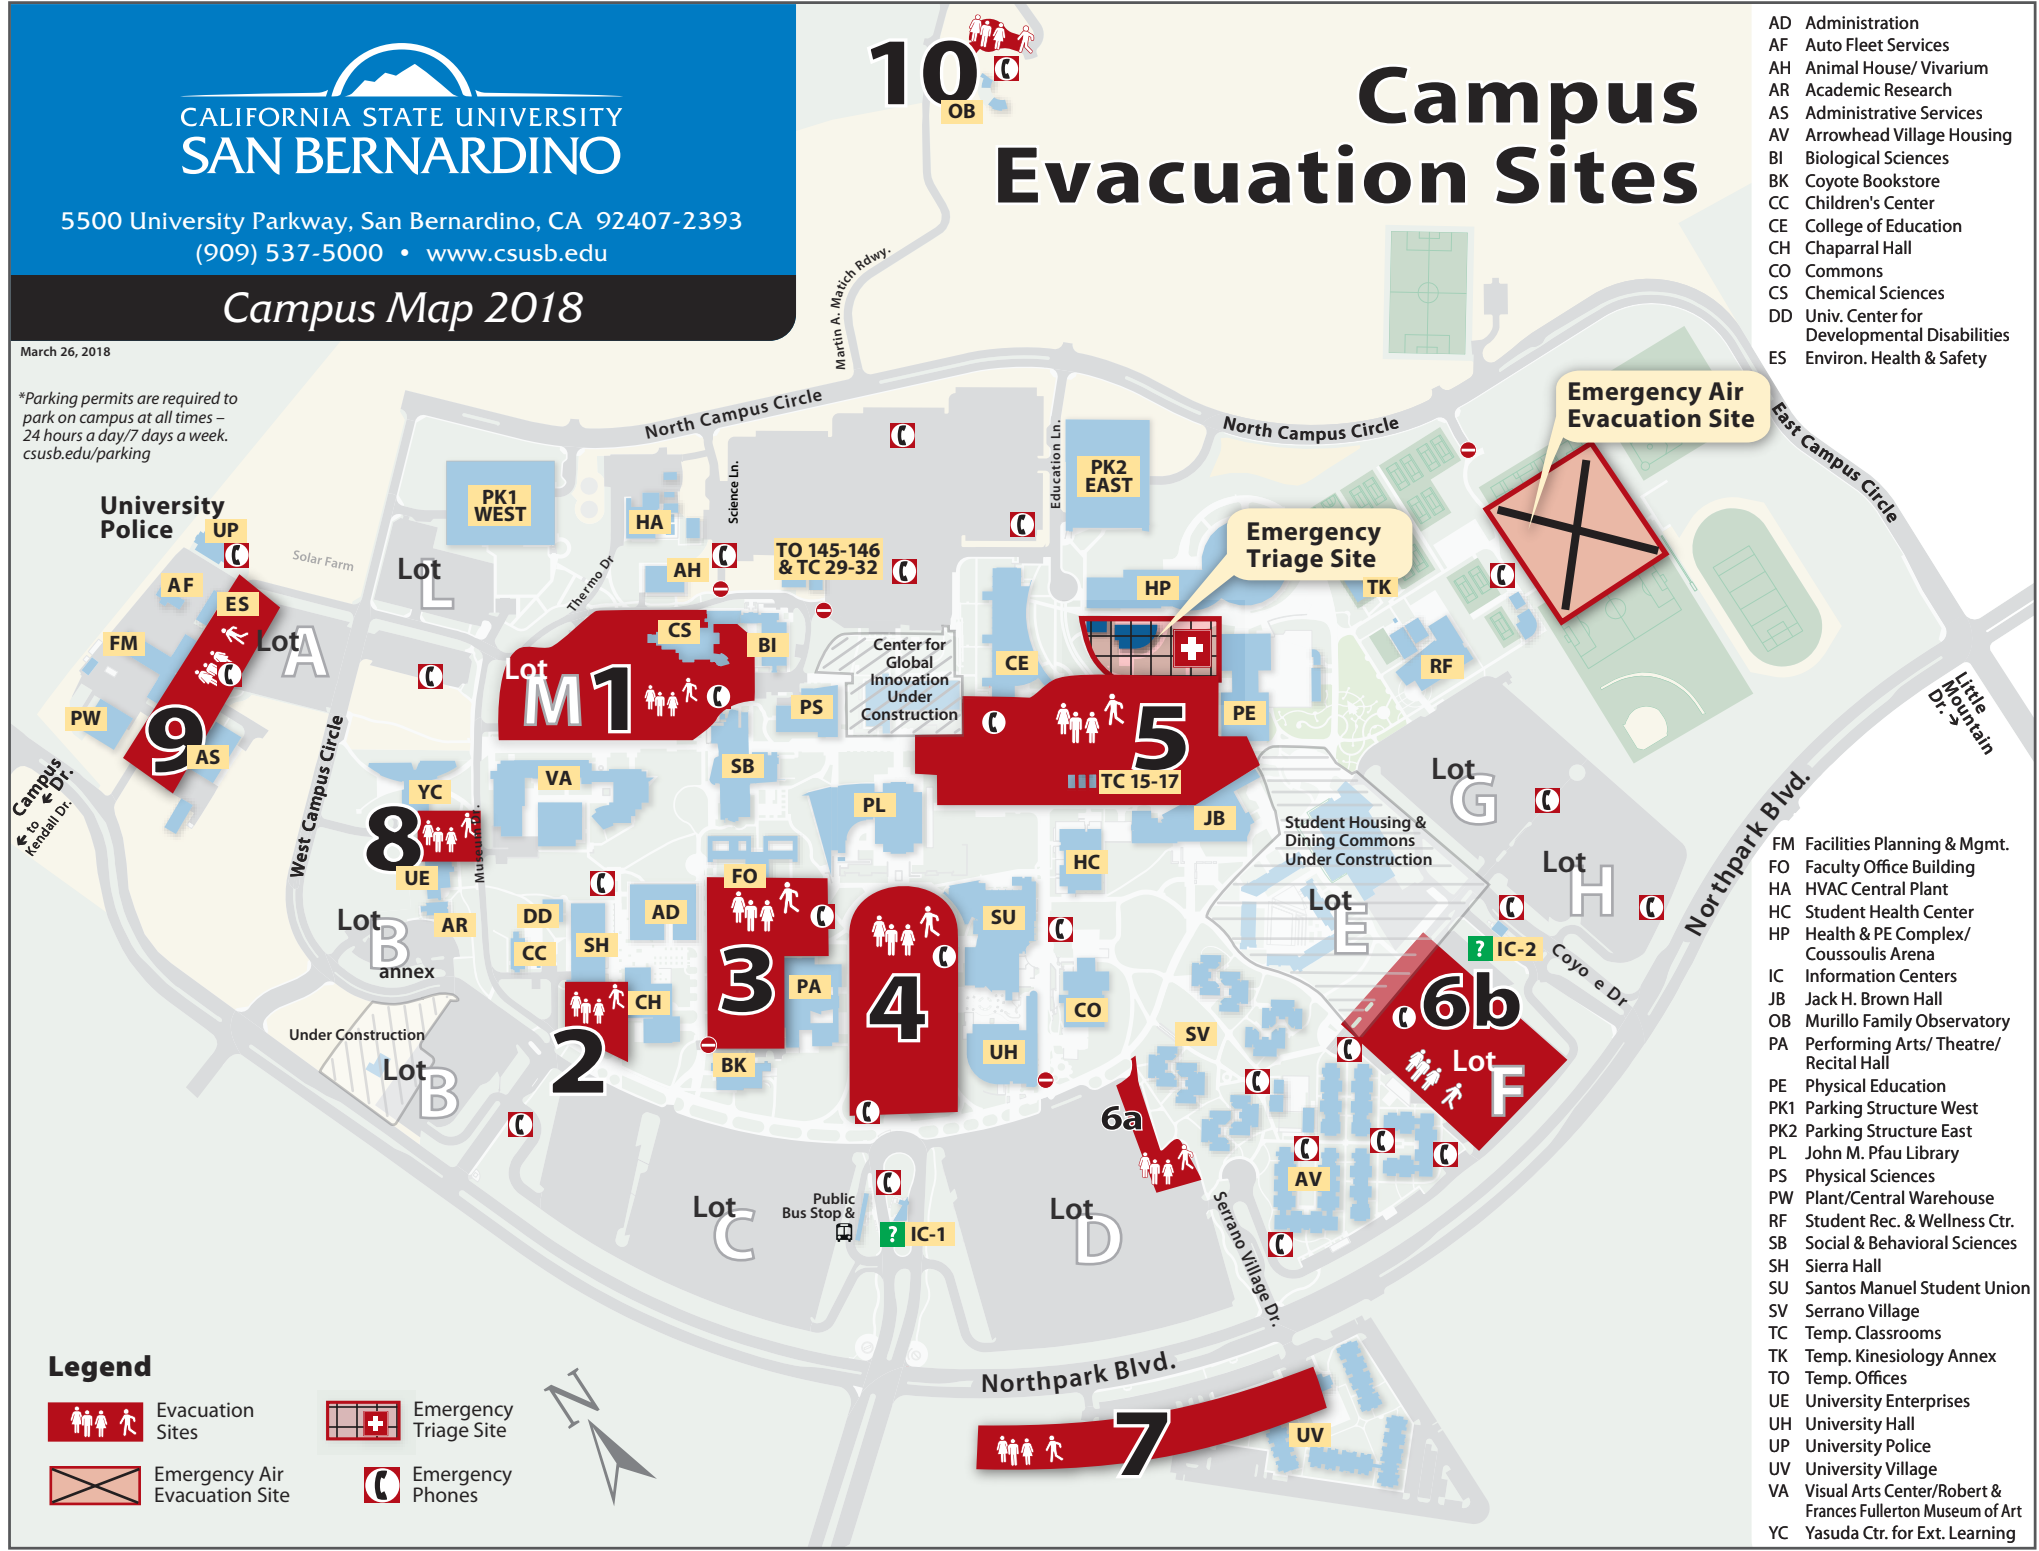 CALIFORNIA STATE UNIVERSITY
SAN BERNARDINO
5500 University Parkway, San Bernardino, CA 92407-2393
(909) 537-5000 • www.csusb.edu
Campus Map 2018
March 26, 2018
*Parking permits are required to
park on campus at all times –
24 hours a day/7 days a week.
csusb.edu/parking
Campus
Evacuation Sites
10
OB
Martin A. Matich Rdwy.
North Campus Circle
North Campus Circle
East Campus Circle
Emergency Air
Evacuation Site
Emergency
Triage Site
University
Police
UP
Solar Farm
AF
ES
FM
PW
9
AS
Lot
A
Lot
L
PK1
WEST
HA
Science Ln.
Thermo Dr
AH
TO 145-146
& TC 29-32
Education Ln.
PK2
EAST
HP
TK
RF
CS
BI
Lot
M
1
PS
Center for
Global
Innovation
Under
Construction
CE
5
PE
TC 15-17
JB
Little
Mountain
Dr. →
Campus
← Dr.
← to
Kendall Dr.
West Campus Circle
YC
VA
SB
PL
8
Museum Dr.
UE
AR
Lot
B
annex
DD
CC
SH
AD
FO
3
PA
4
SU
HC
CO
UH
CH
2
BK
Under Construction
Lot
B
Student Housing &
Dining Commons
Under Construction
Lot
E
Lot
G
Lot
H
IC-2
Coyo e Dr
Northpark Blvd.
6b
Lot
F
SV
6a
AV
Serrano Village Dr.
Lot
C
Public
Bus Stop &
?
IC-1
Lot
D
?
Northpark Blvd.
7
UV
Legend
Evacuation
Sites
Emergency
Triage Site
Emergency Air
Evacuation Site
Emergency
Phones
N
AD Administration
AF Auto Fleet Services
AH Animal House/ Vivarium
AR Academic Research
AS Administrative Services
AV Arrowhead Village Housing
BI Biological Sciences
BK Coyote Bookstore
CC Children's Center
CE College of Education
CH Chaparral Hall
CO Commons
CS Chemical Sciences
DD Univ. Center for
Developmental Disabilities
ES Environ. Health & Safety
FM Facilities Planning & Mgmt.
FO Faculty Office Building
HA HVAC Central Plant
HC Student Health Center
HP Health & PE Complex/
Coussoulis Arena
IC Information Centers
JB Jack H. Brown Hall
OB Murillo Family Observatory
PA Performing Arts/ Theatre/
Recital Hall
PE Physical Education
PK1 Parking Structure West
PK2 Parking Structure East
PL John M. Pfau Library
PS Physical Sciences
PW Plant/Central Warehouse
RF Student Rec. & Wellness Ctr.
SB Social & Behavioral Sciences
SH Sierra Hall
SU Santos Manuel Student Union
SV Serrano Village
TC Temp. Classrooms
TK Temp. Kinesiology Annex
TO Temp. Offices
UE University Enterprises
UH University Hall
UP University Police
UV University Village
VA Visual Arts Center/Robert &
Frances Fullerton Museum of Art
YC Yasuda Ctr. for Ext. Learning